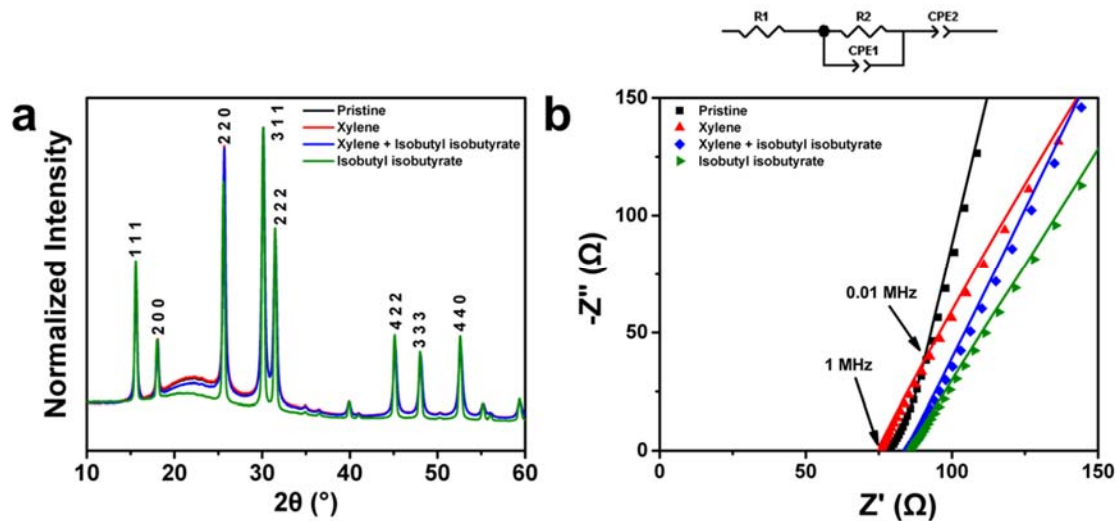 R1
R2
CPE2
CPE1
a
Normalized Intensity
1 1 1
2 0 0
2 2 0
3 1 1
2 2 2
4 2 2
3 3 3
4 4 0
Pristine
Xylene
Xylene + Isobutyl isobutyrate
Isobutyl isobutyrate
10
20
30
40
50
60
2θ (°)
b
-Z'' (Ω)
150
100
50
0
Pristine
Xylene
Xylene + isobutyl isobutyrate
Isobutyl isobutyrate
0.01 MHz
1 MHz
0
50
100
150
Z' (Ω)